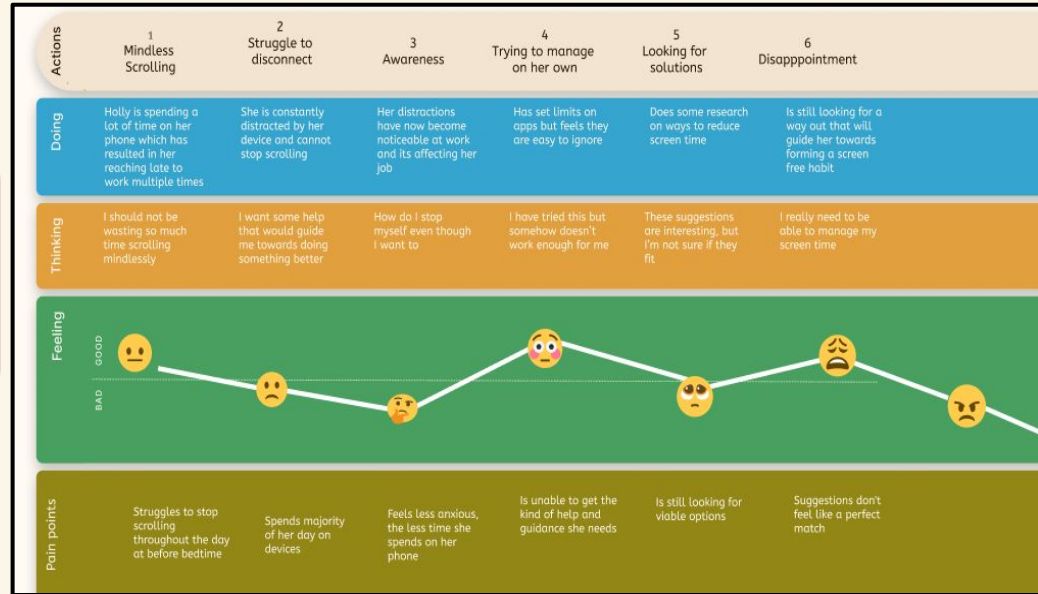 Actions
1
Mindless
Scrolling
2
Struggle to
disconnect
3
Awareness
4
Trying to manage
on her own
5
Looking for
solutions
6
Disapppointment
Doing
Holly is spending a
lot of time on her
phone which has
resulted in her
reaching late to
work multiple times
She is constantly
distracted by her
device and cannot
stop scrolling
Her distractions
have now become
noticeable at work
and its affecting her
job
Has set limits on
apps but feels they
are easy to ignore
Does some research
on ways to reduce
screen time
Is still looking for a
way out that will
guide her towards
forming a screen
free habit
Thinking
I should not be
wasting so much
time scrolling
mindlessly
I want some help
that would guide
me towards doing
something better
How do I stop
myself even though
I want to
I have tried this but
somehow doesn't
work enough for me
These suggestions
are interesting, but
I'm not sure if they
fit
I really need to be
able to manage my
screen time
Feeling
GOOD
BAD
Pain points
Struggles to stop
scrolling
throughout the day
at before bedtime
Spends majority
of her day on
devices
Feels less anxious,
the less time she
spends on her
phone
Is unable to get the
kind of help and
guidance she needs
Is still looking for
viable options
Suggestions don't
feel like a perfect
match